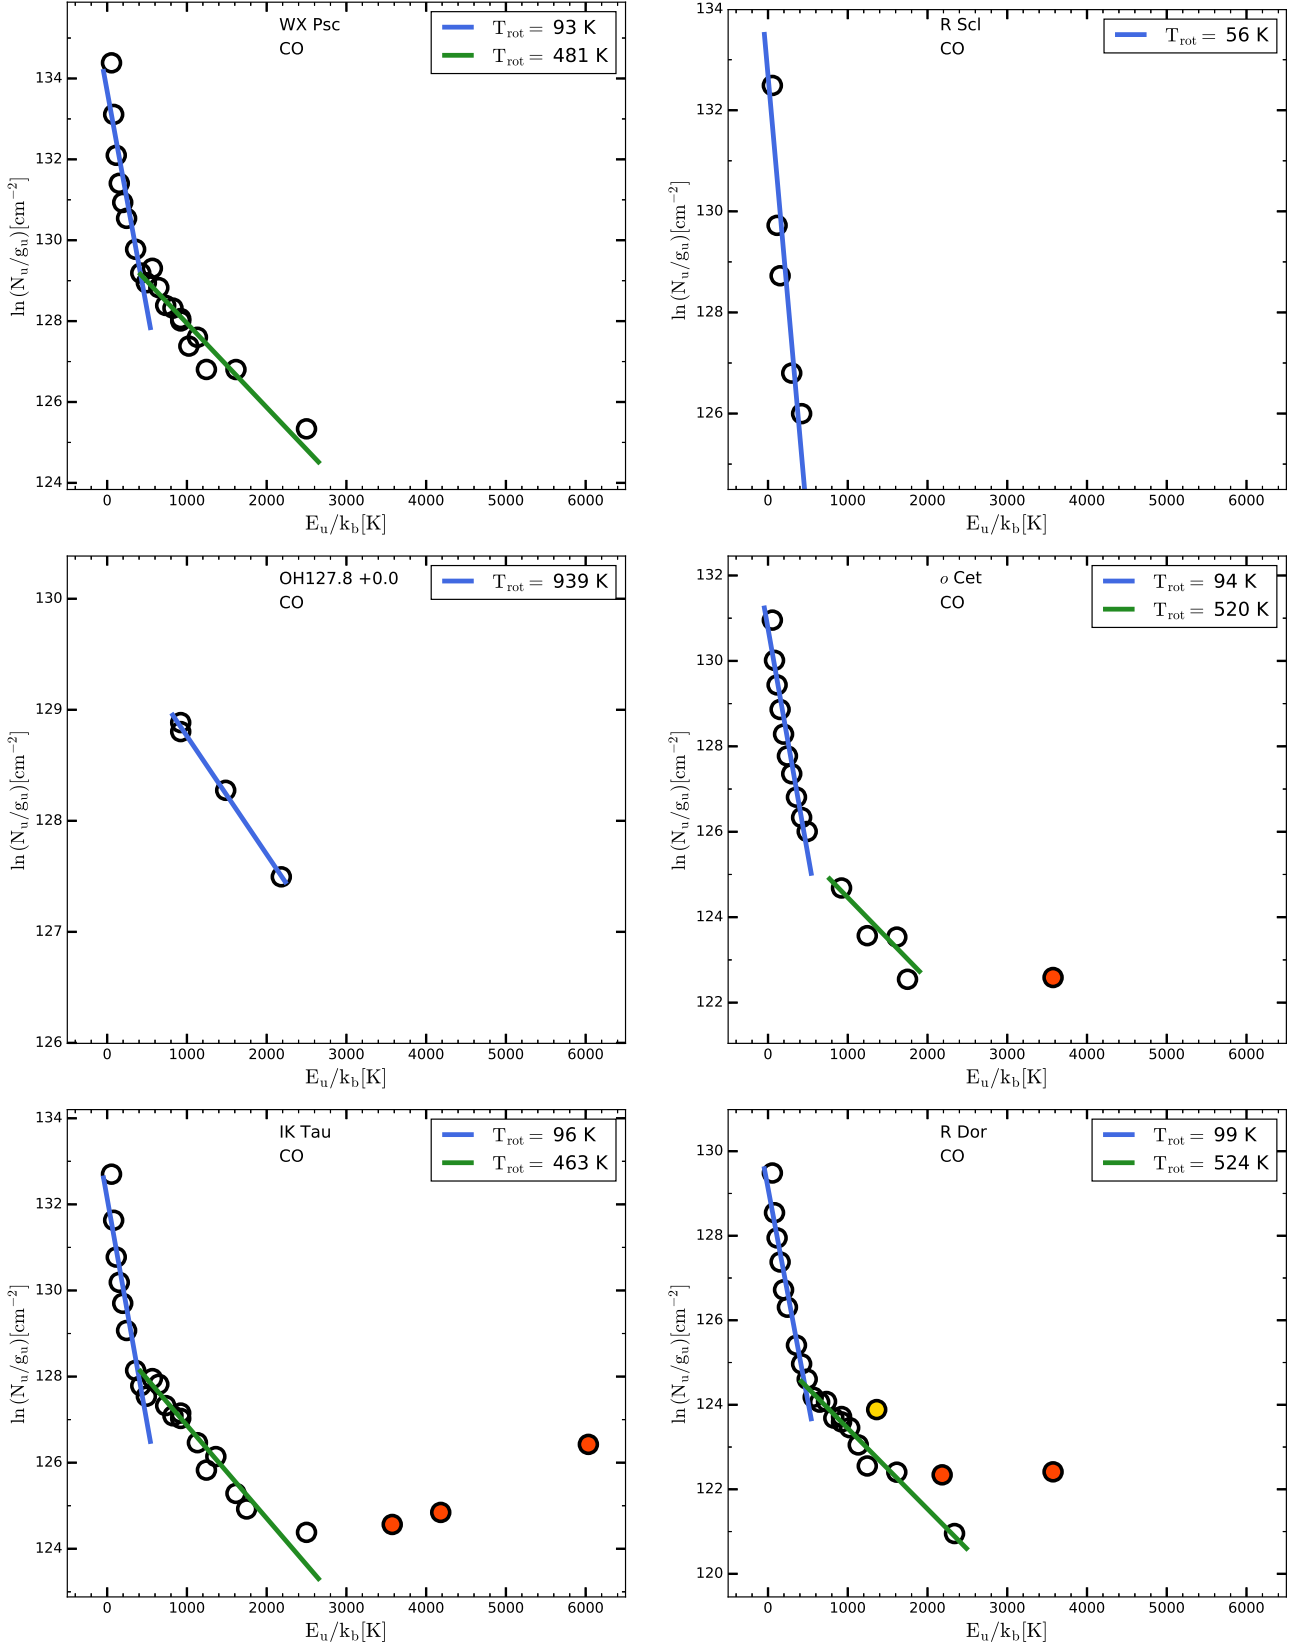 WX Psc
CO
T_rot = 93 K
T_rot = 481 K
134
132
130
128
126
124
0 1000 2000 3000 4000 5000 6000
E_u/k_b[K]
ln (N_u/g_u)[cm^−2]
R Scl
CO
T_rot = 56 K
134
132
130
128
126
0 1000 2000 3000 4000 5000 6000
E_u/k_b[K]
ln (N_u/g_u)[cm^−2]
OH127.8 +0.0
CO
T_rot = 939 K
130
129
128
127
126
0 1000 2000 3000 4000 5000 6000
E_u/k_b[K]
ln (N_u/g_u)[cm^−2]
o Cet
CO
T_rot = 94 K
T_rot = 520 K
132
130
128
126
124
122
0 1000 2000 3000 4000 5000 6000
E_u/k_b[K]
ln (N_u/g_u)[cm^−2]
IK Tau
CO
T_rot = 96 K
T_rot = 463 K
134
132
130
128
126
124
0 1000 2000 3000 4000 5000 6000
E_u/k_b[K]
ln (N_u/g_u)[cm^−2]
R Dor
CO
T_rot = 99 K
T_rot = 524 K
130
128
126
124
122
120
0 1000 2000 3000 4000 5000 6000
E_u/k_b[K]
ln (N_u/g_u)[cm^−2]